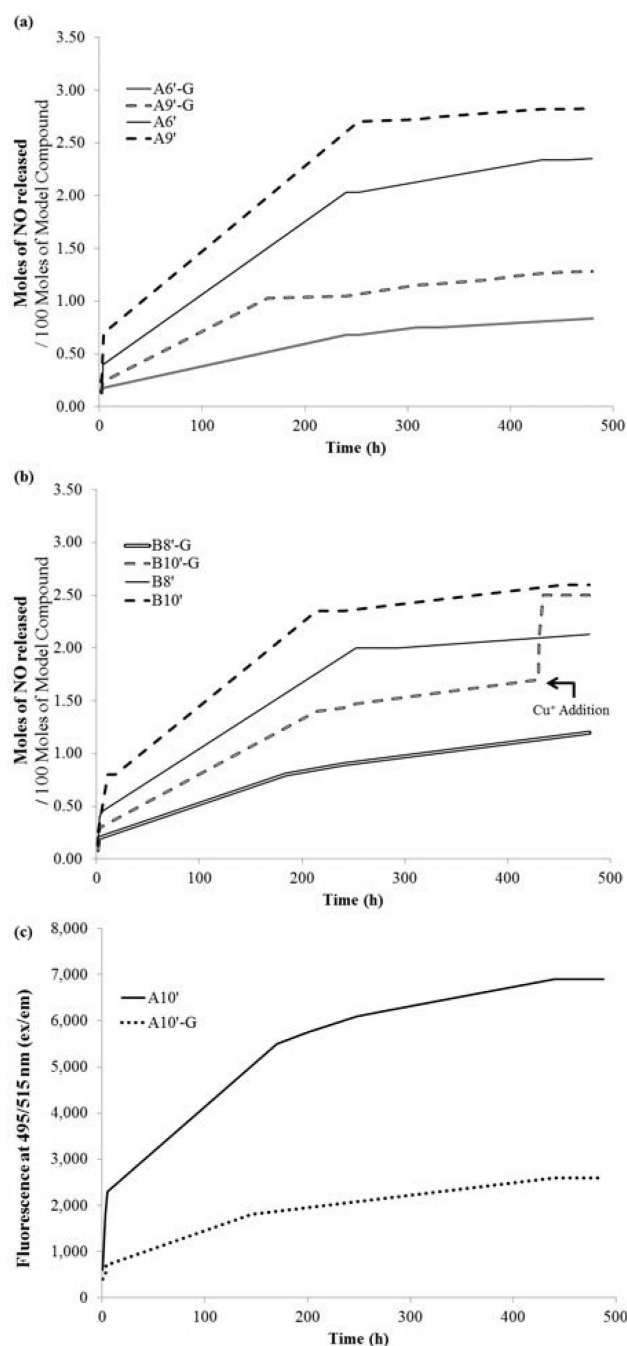 (a)
3.50
3.00
2.50
2.00
1.50
1.00
0.50
0.00
Moles of NO released
/ 100 Moles of Model Compound
A6'-G
A9'-G
A6'
A9'
0
100
200
300
400
500
Time (h)
(b)
3.50
3.00
2.50
2.00
1.50
1.00
0.50
0.00
Moles of NO released
/ 100 Moles of Model Compound
B8'-G
B10'-G
B8'
B10'
Cu⁺ Addition
0
100
200
300
400
500
Time (h)
(c)
8,000
7,000
6,000
5,000
4,000
3,000
2,000
1,000
0
Fluorescence at 495/515 nm (ex/em)
A10'
A10'-G
0
100
200
300
400
500
Time (h)